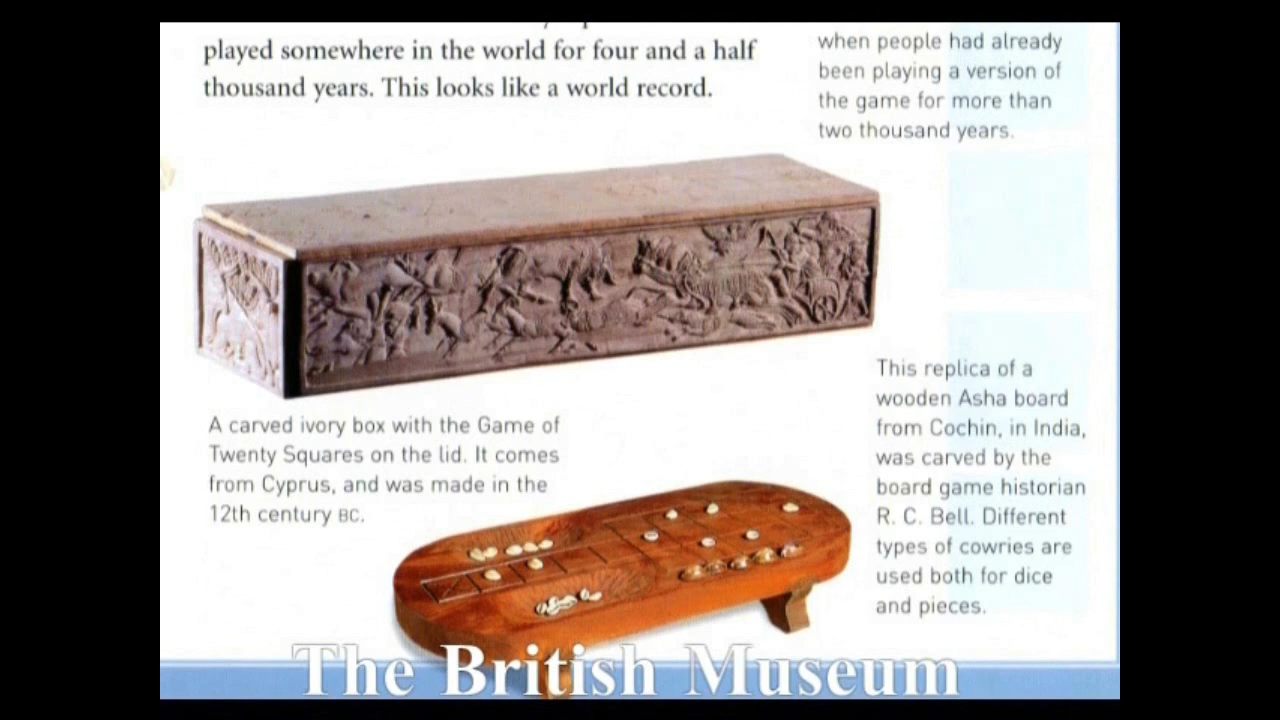 played somewhere in the world for four and a half
thousand years. This looks like a world record.
when people had already
been playing a version of
the game for more than
two thousand years.
A carved ivory box with the Game of
Twenty Squares on the lid. It comes
from Cyprus, and was made in the
12th century BC.
This replica of a
wooden Asha board
from Cochin, in India,
was carved by the
board game historian
R. C. Bell. Different
types of cowries are
used both for dice
and pieces.
The British Museum